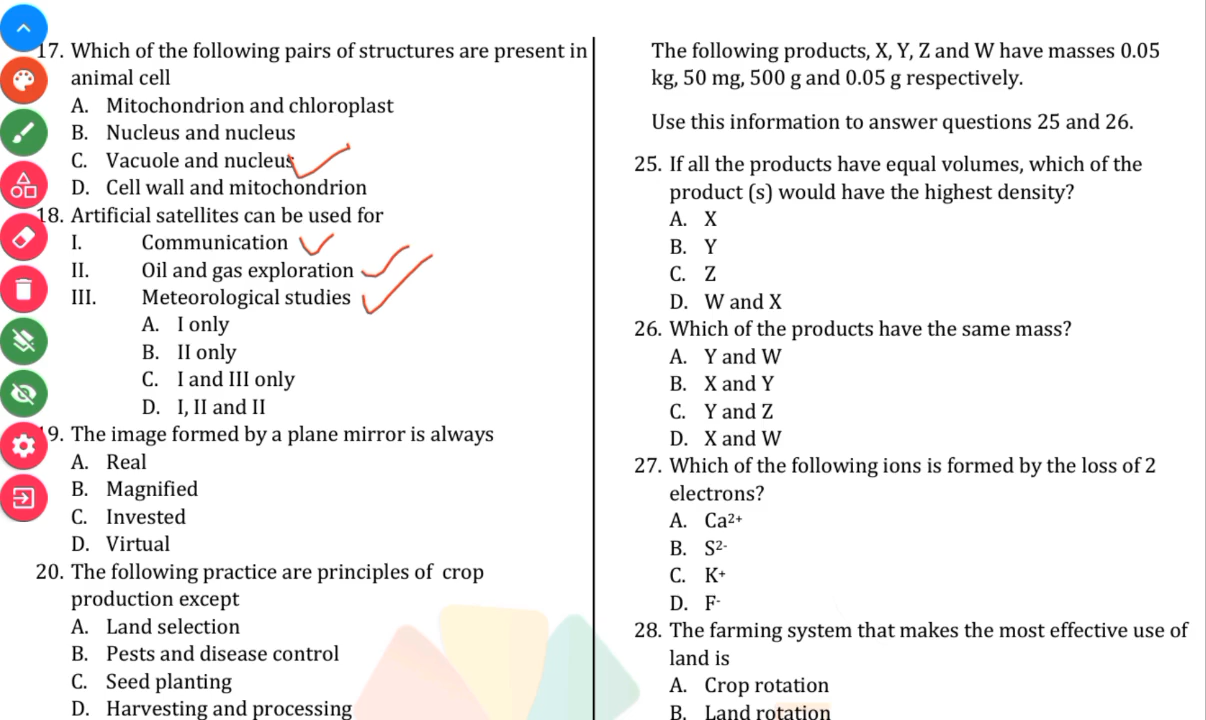 17. Which of the following pairs of structures are present in
animal cell
A. Mitochondrion and chloroplast
B. Nucleus and nucleus
C. Vacuole and nucleus
D. Cell wall and mitochondrion
18. Artificial satellites can be used for
I. Communication
II. Oil and gas exploration
III. Meteorological studies
A. I only
B. II only
C. I and III only
D. I, II and II
9. The image formed by a plane mirror is always
A. Real
B. Magnified
C. Invested
D. Virtual
20. The following practice are principles of crop
production except
A. Land selection
B. Pests and disease control
C. Seed planting
D. Harvesting and processing
The following products, X, Y, Z and W have masses 0.05
kg, 50 mg, 500 g and 0.05 g respectively.
Use this information to answer questions 25 and 26.
25. If all the products have equal volumes, which of the
product (s) would have the highest density?
A. X
B. Y
C. Z
D. W and X
26. Which of the products have the same mass?
A. Y and W
B. X and Y
C. Y and Z
D. X and W
27. Which of the following ions is formed by the loss of 2
electrons?
A. Ca²⁺
B. S²⁻
C. K⁺
D. F⁻
28. The farming system that makes the most effective use of
land is
A. Crop rotation
B. Land rotation